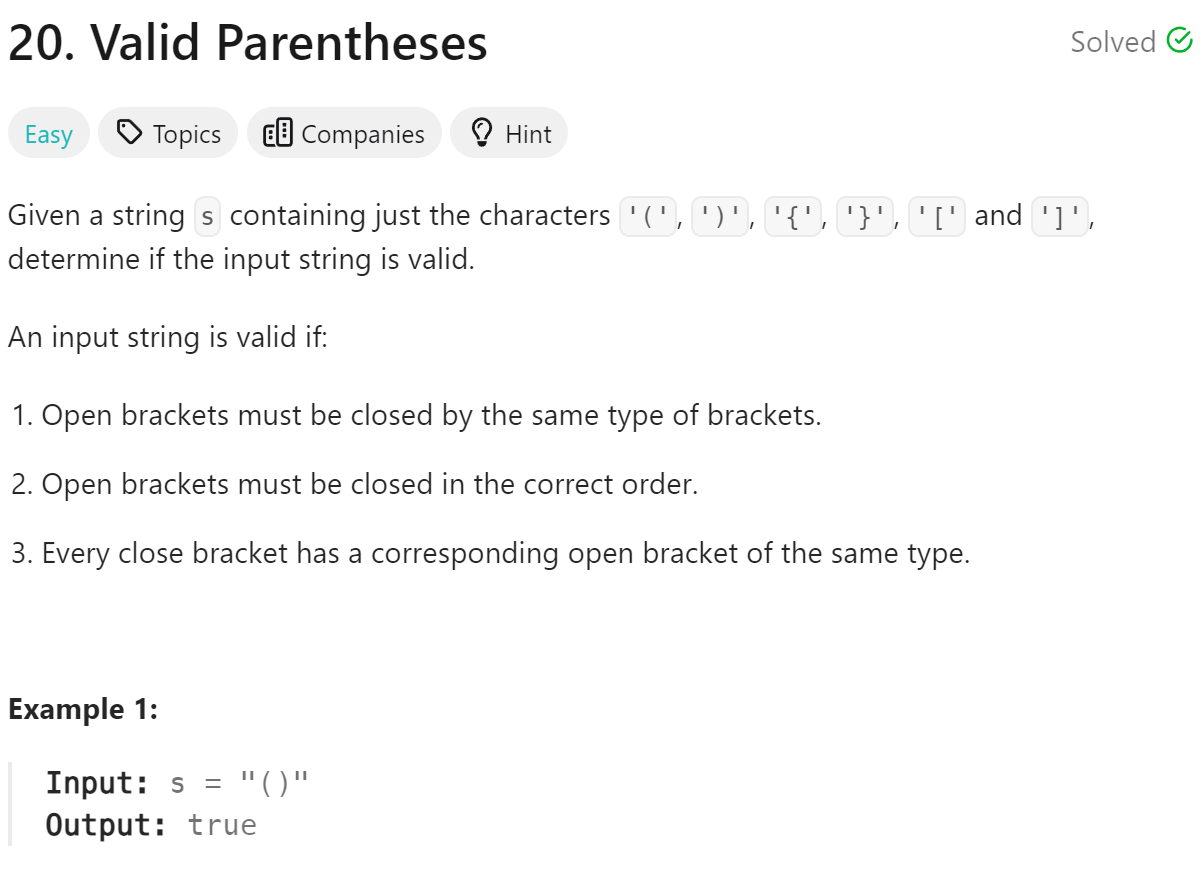 20. Valid Parentheses
Solved
Easy
Topics
Companies
Hint
Given a string s containing just the characters '(', ')', '{', '}', '[' and ']',
determine if the input string is valid.
An input string is valid if:
1. Open brackets must be closed by the same type of brackets.
2. Open brackets must be closed in the correct order.
3. Every close bracket has a corresponding open bracket of the same type.
Example 1:
Input: s = "()"
Output: true